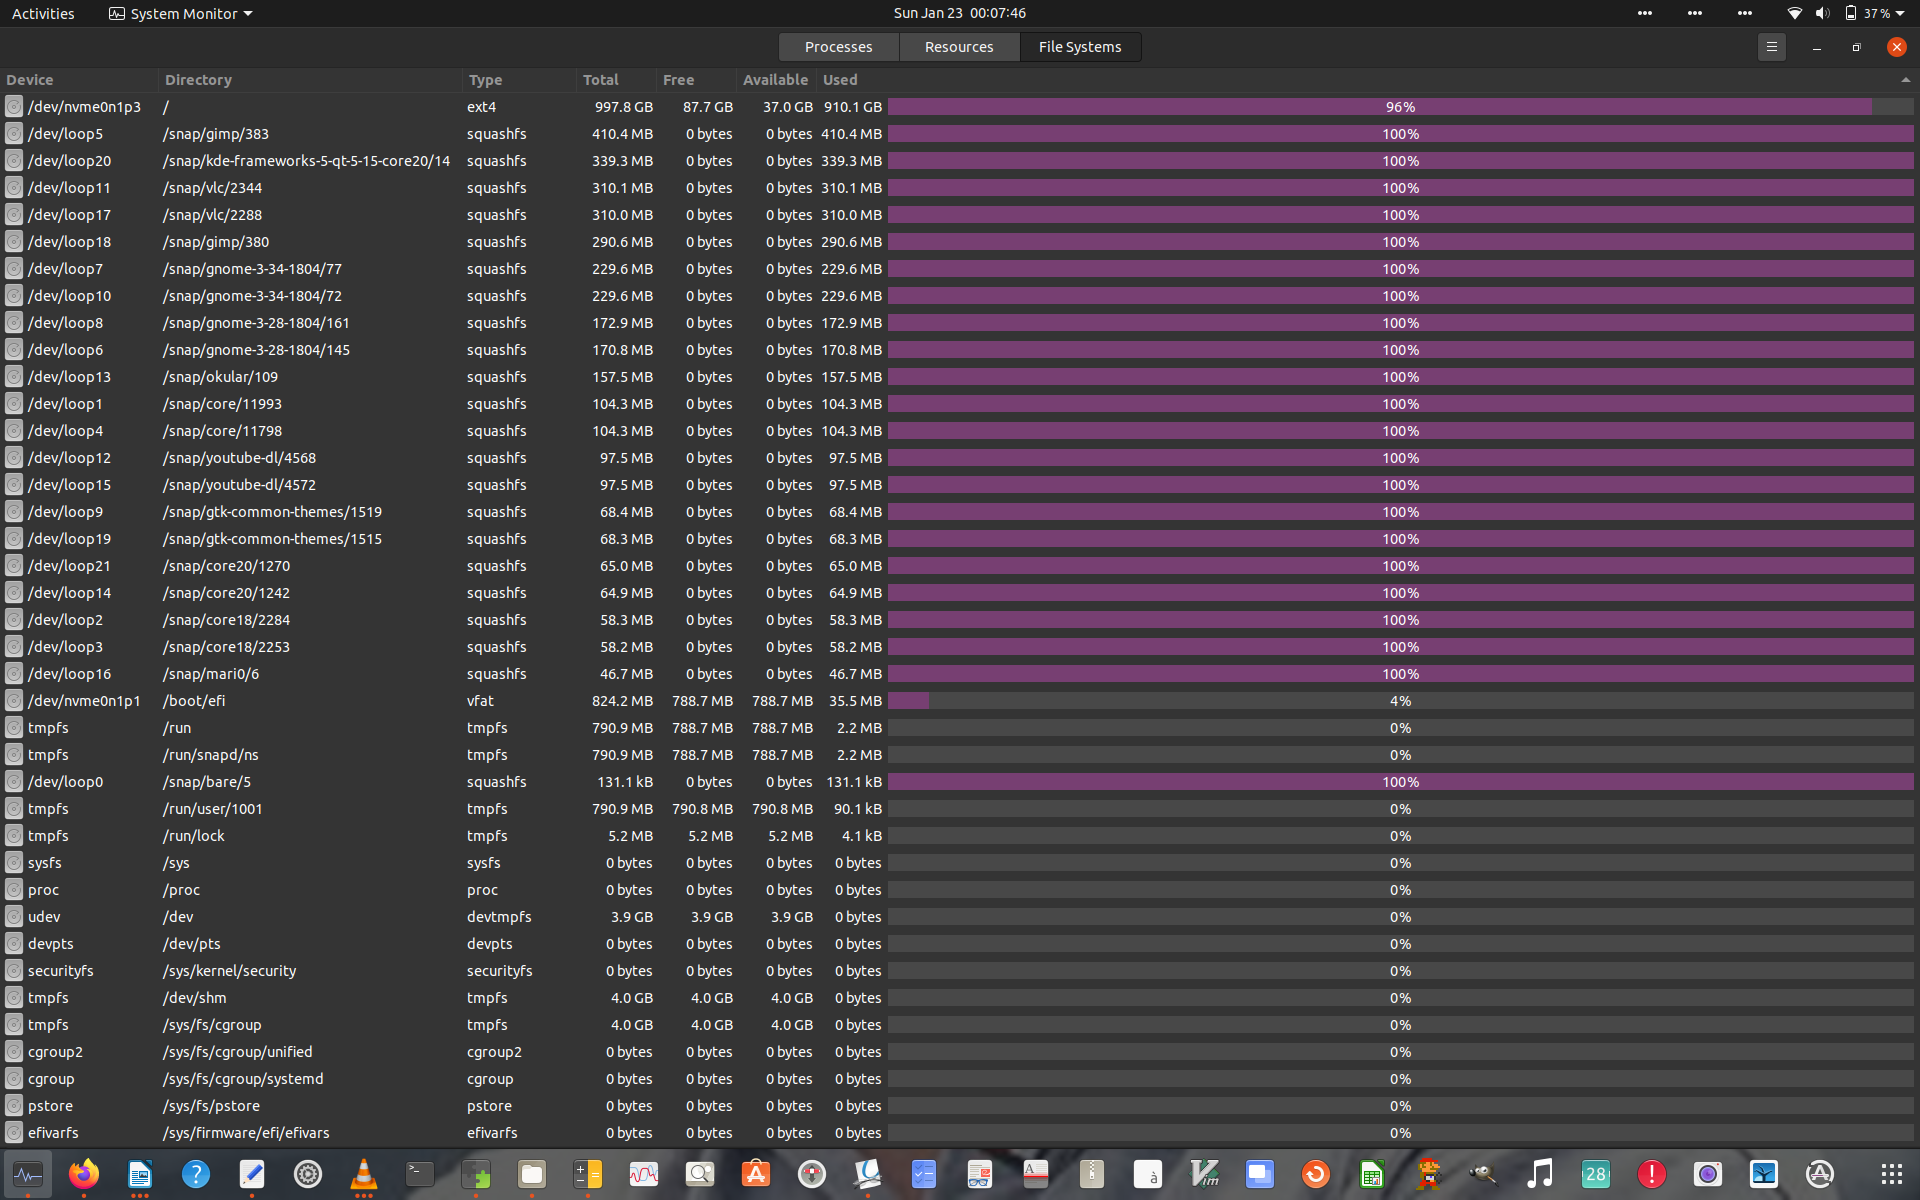 Activities System Monitor Sun Jan 23 00:07:46 37 %
Processes Resources File Systems
Device Directory Type Total Free Available Used
/dev/nvme0n1p3 / ext4 997.8 GB 87.7 GB 37.0 GB 910.1 GB 96%
/dev/loop5 /snap/gimp/383 squashfs 410.4 MB 0 bytes 0 bytes 410.4 MB 100%
/dev/loop20 /snap/kde-frameworks-5-qt-5-15-core20/14 squashfs 339.3 MB 0 bytes 0 bytes 339.3 MB 100%
/dev/loop11 /snap/vlc/2344 squashfs 310.1 MB 0 bytes 0 bytes 310.1 MB 100%
/dev/loop17 /snap/vlc/2288 squashfs 310.0 MB 0 bytes 0 bytes 310.0 MB 100%
/dev/loop18 /snap/gimp/380 squashfs 290.6 MB 0 bytes 0 bytes 290.6 MB 100%
/dev/loop7 /snap/gnome-3-34-1804/77 squashfs 229.6 MB 0 bytes 0 bytes 229.6 MB 100%
/dev/loop10 /snap/gnome-3-34-1804/72 squashfs 229.6 MB 0 bytes 0 bytes 229.6 MB 100%
/dev/loop8 /snap/gnome-3-28-1804/161 squashfs 172.9 MB 0 bytes 0 bytes 172.9 MB 100%
/dev/loop6 /snap/gnome-3-28-1804/145 squashfs 170.8 MB 0 bytes 0 bytes 170.8 MB 100%
/dev/loop13 /snap/okular/109 squashfs 157.5 MB 0 bytes 0 bytes 157.5 MB 100%
/dev/loop1 /snap/core/11993 squashfs 104.3 MB 0 bytes 0 bytes 104.3 MB 100%
/dev/loop4 /snap/core/11798 squashfs 104.3 MB 0 bytes 0 bytes 104.3 MB 100%
/dev/loop12 /snap/youtube-dl/4568 squashfs 97.5 MB 0 bytes 0 bytes 97.5 MB 100%
/dev/loop15 /snap/youtube-dl/4572 squashfs 97.5 MB 0 bytes 0 bytes 97.5 MB 100%
/dev/loop9 /snap/gtk-common-themes/1519 squashfs 68.4 MB 0 bytes 0 bytes 68.4 MB 100%
/dev/loop19 /snap/gtk-common-themes/1515 squashfs 68.3 MB 0 bytes 0 bytes 68.3 MB 100%
/dev/loop21 /snap/core20/1270 squashfs 65.0 MB 0 bytes 0 bytes 65.0 MB 100%
/dev/loop14 /snap/core20/1242 squashfs 64.9 MB 0 bytes 0 bytes 64.9 MB 100%
/dev/loop2 /snap/core18/2284 squashfs 58.3 MB 0 bytes 0 bytes 58.3 MB 100%
/dev/loop3 /snap/core18/2253 squashfs 58.2 MB 0 bytes 0 bytes 58.2 MB 100%
/dev/loop16 /snap/mari0/6 squashfs 46.7 MB 0 bytes 0 bytes 46.7 MB 100%
/dev/nvme0n1p1 /boot/efi vfat 824.2 MB 788.7 MB 788.7 MB 35.5 MB 4%
tmpfs /run tmpfs 790.9 MB 788.7 MB 788.7 MB 2.2 MB 0%
tmpfs /run/snapd/ns tmpfs 790.9 MB 788.7 MB 788.7 MB 2.2 MB 0%
/dev/loop0 /snap/bare/5 squashfs 131.1 kB 0 bytes 0 bytes 131.1 kB 100%
tmpfs /run/user/1001 tmpfs 790.9 MB 790.8 MB 790.8 MB 90.1 kB 0%
tmpfs /run/lock tmpfs 5.2 MB 5.2 MB 5.2 MB 4.1 kB 0%
sysfs /sys sysfs 0 bytes 0 bytes 0 bytes 0 bytes 0%
proc /proc proc 0 bytes 0 bytes 0 bytes 0 bytes 0%
udev /dev devtmpfs 3.9 GB 3.9 GB 3.9 GB 0 bytes 0%
devpts /dev/pts devpts 0 bytes 0 bytes 0 bytes 0 bytes 0%
securityfs /sys/kernel/security securityfs 0 bytes 0 bytes 0 bytes 0 bytes 0%
tmpfs /dev/shm tmpfs 4.0 GB 4.0 GB 4.0 GB 0 bytes 0%
tmpfs /sys/fs/cgroup tmpfs 4.0 GB 4.0 GB 4.0 GB 0 bytes 0%
cgroup2 /sys/fs/cgroup/unified cgroup2 0 bytes 0 bytes 0 bytes 0 bytes 0%
cgroup /sys/fs/cgroup/systemd cgroup 0 bytes 0 bytes 0 bytes 0 bytes 0%
pstore /sys/fs/pstore pstore 0 bytes 0 bytes 0 bytes 0 bytes 0%
efivarfs /sys/firmware/efi/efivars efivarfs 0 bytes 0 bytes 0 bytes 0 bytes 0%
28